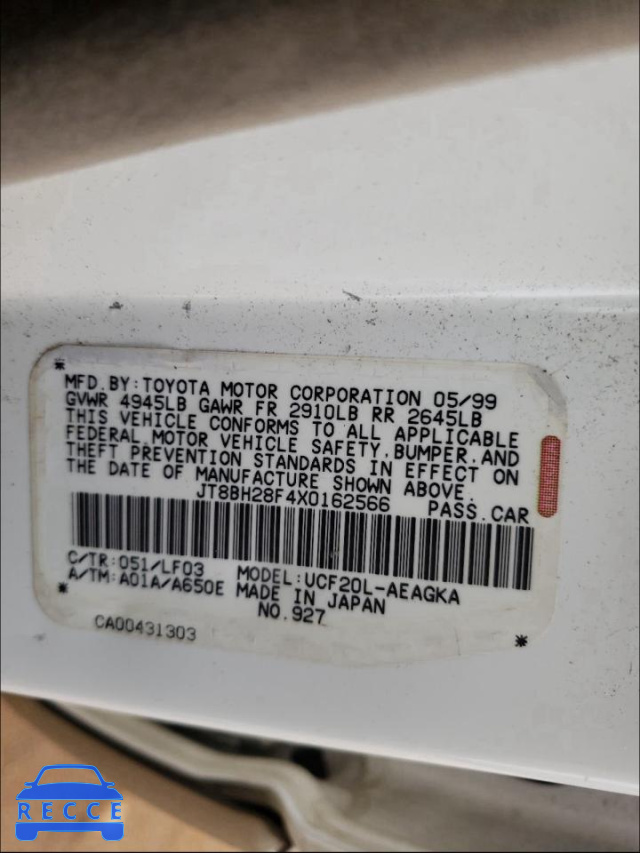 MFD.BY:TOYOTA MOTOR CORPORATION 05/99
GVWR 4945LB GAWR FR 2910LB RR 2645LB
THIS VEHICLE CONFORMS TO ALL APPLICABLE
FEDERAL MOTOR VEHICLE SAFETY,BUMPER,AND
THEFT PREVENTION STANDARDS IN EFFECT ON
THE DATE OF MANUFACTURE SHOWN ABOVE.
JT8BH28F4X0162566 PASS.CAR
C/TR:051/LF03 MODEL:UCF20L-AEAGKA
A/TM:A01A/A650E MADE IN JAPAN
NO.927
CA00431303
RECCE